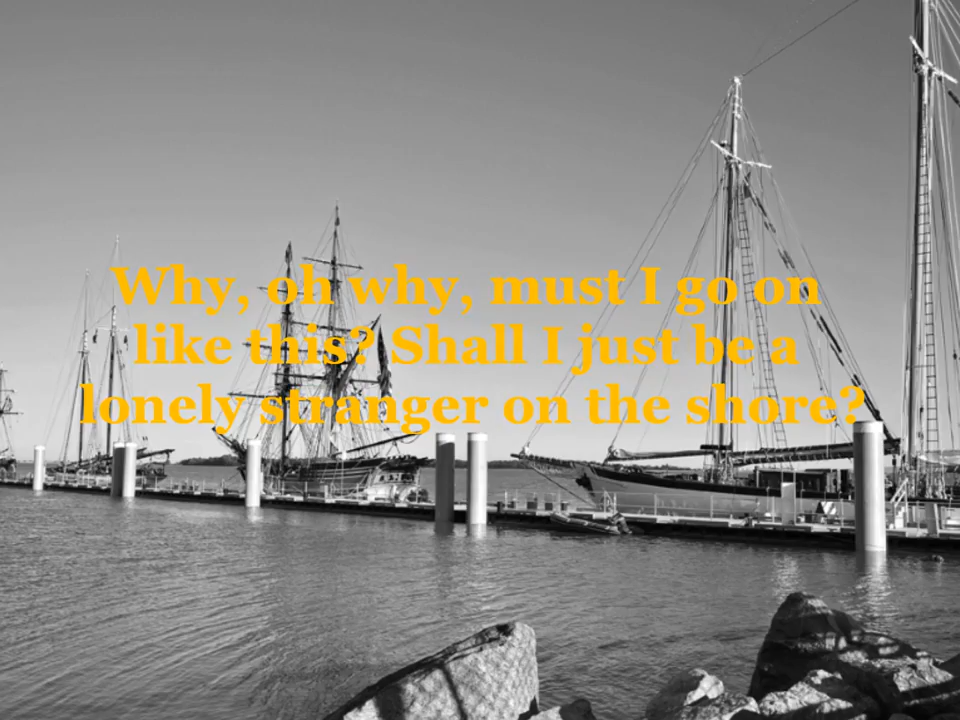 Why, oh why, must I go on
like this? Shall I just be a
lonely stranger on the shore?